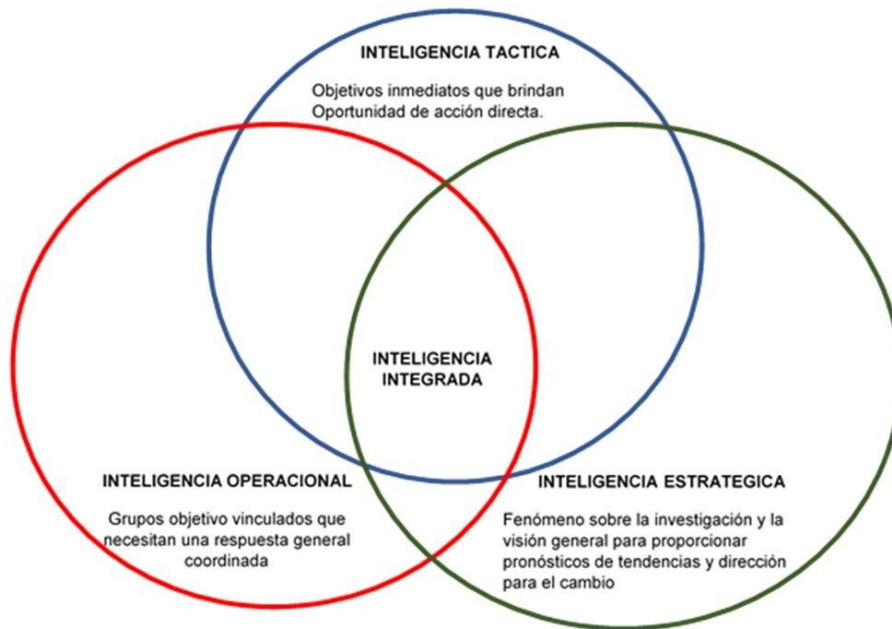 INTELIGENCIA TACTICA
Objetivos inmediatos que brindan
Oportunidad de acción directa.
INTELIGENCIA
INTEGRADA
INTELIGENCIA OPERACIONAL
Grupos objetivo vinculados que
necesitan una respuesta general
coordinada
INTELIGENCIA ESTRATEGICA
Fenómeno sobre la investigación y la
visión general para proporcionar
pronósticos de tendencias y dirección
para el cambio